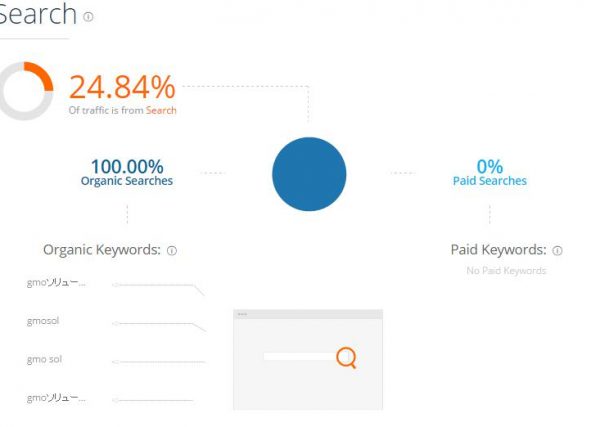 Search
24.84%
Of traffic is from Search
100.00%
Organic Searches
0%
Paid Searches
Organic Keywords:
Paid Keywords:
No Paid Keywords
gmoソリュー...
gmosol
gmo sol
gmoソリュー...